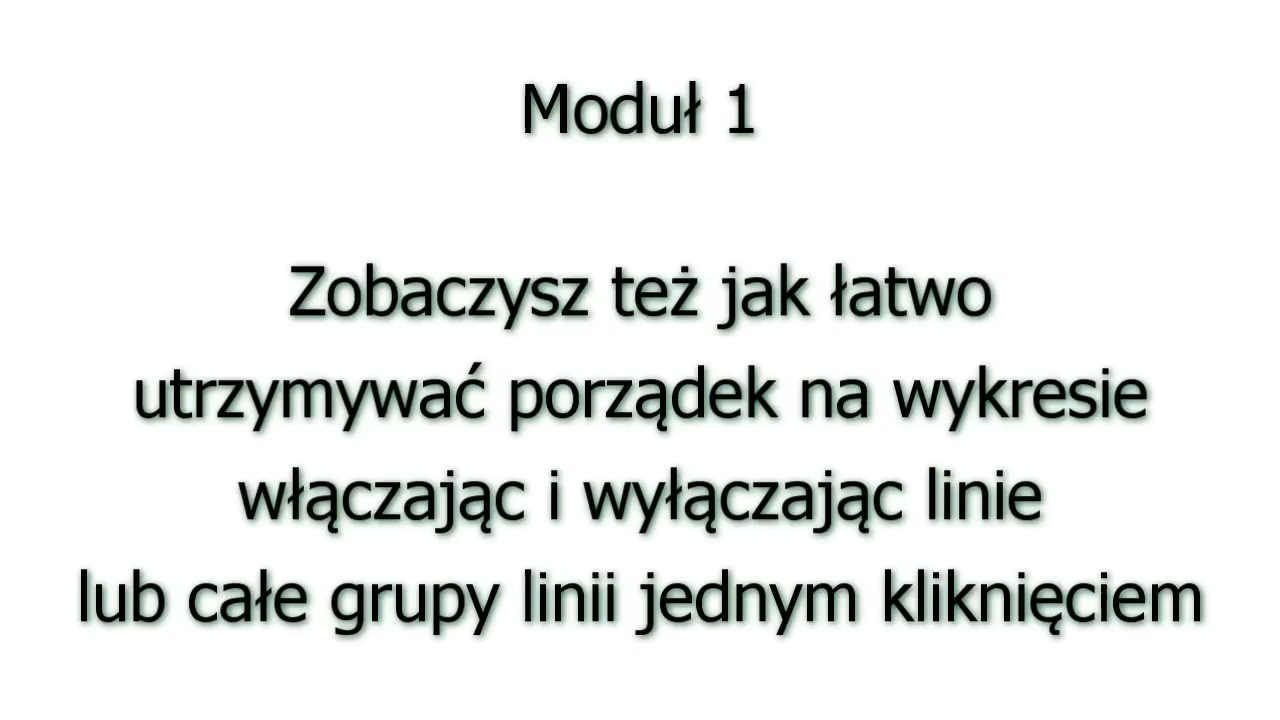 Moduł 1
Zobaczysz też jak łatwo
utrzymywać porządek na wykresie
włączając i wyłączając linie
lub całe grupy linii jednym kliknięciem